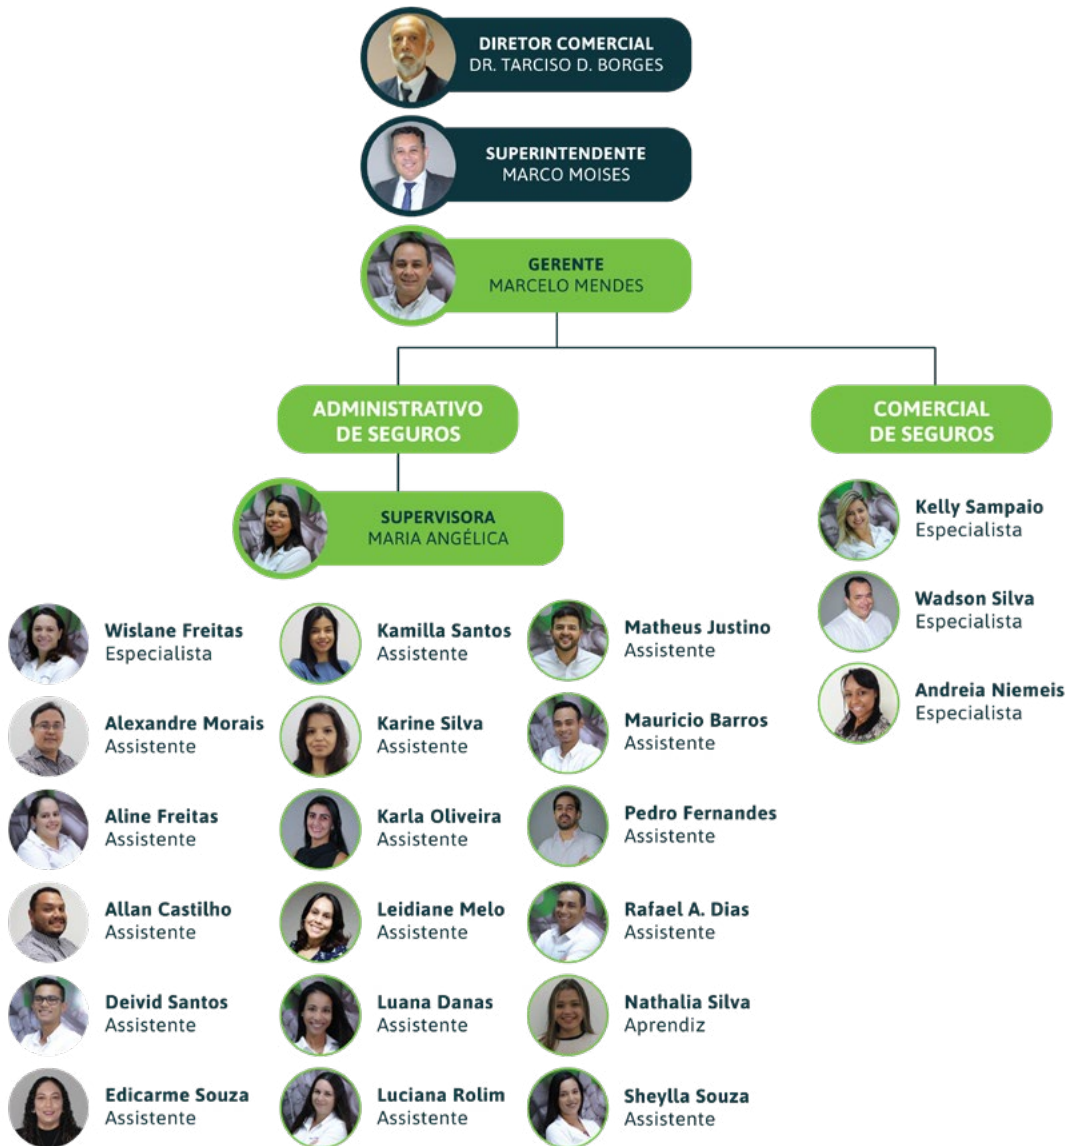 DIRETOR COMERCIAL
DR. TARCISO D. BORGES
SUPERINTENDENTE
MARCO MOISES
GERENTE
MARCELO MENDES
ADMINISTRATIVO
DE SEGUROS
SUPERVISORA
MARIA ANGÉLICA
Wislane Freitas
Especialista
Alexandre Morais
Assistente
Aline Freitas
Assistente
Allan Castilho
Assistente
Deivid Santos
Assistente
Edicarme Souza
Assistente
Kamilla Santos
Assistente
Karine Silva
Assistente
Karla Oliveira
Assistente
Leidiane Melo
Assistente
Luana Danas
Assistente
Luciana Rolim
Assistente
Matheus Justino
Assistente
Mauricio Barros
Assistente
Pedro Fernandes
Assistente
Rafael A. Dias
Assistente
Nathalia Silva
Aprendiz
Sheylla Souza
Assistente
COMERCIAL
DE SEGUROS
Kelly Sampaio
Especialista
Wadson Silva
Especialista
Andreia Niemeis
Especialista